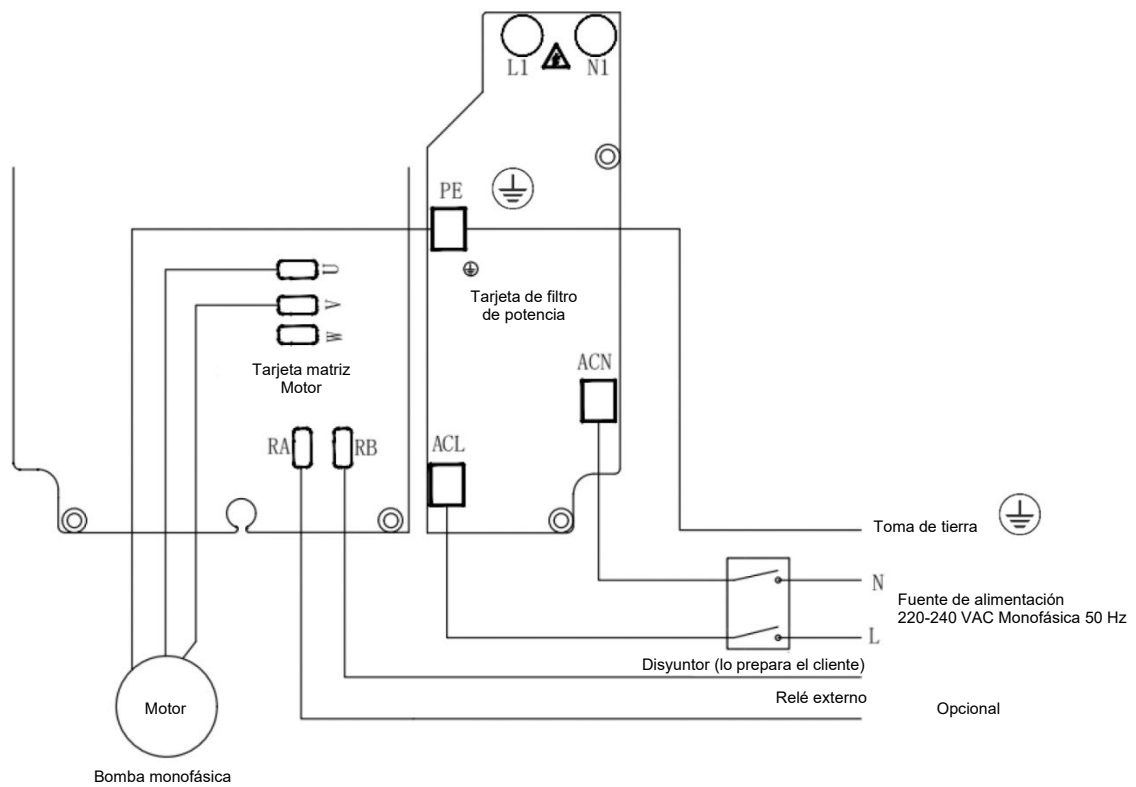 L1
N1
PE
U
V
W
Tarjeta de filtro
de potencia
Tarjeta matriz
Motor
ACN
RA
RB
ACL
Toma de tierra
N
Fuente de alimentación
220-240 VAC Monofásica 50 Hz
L
Disyuntor (lo prepara el cliente)
Relé externo
Opcional
Motor
Bomba monofásica